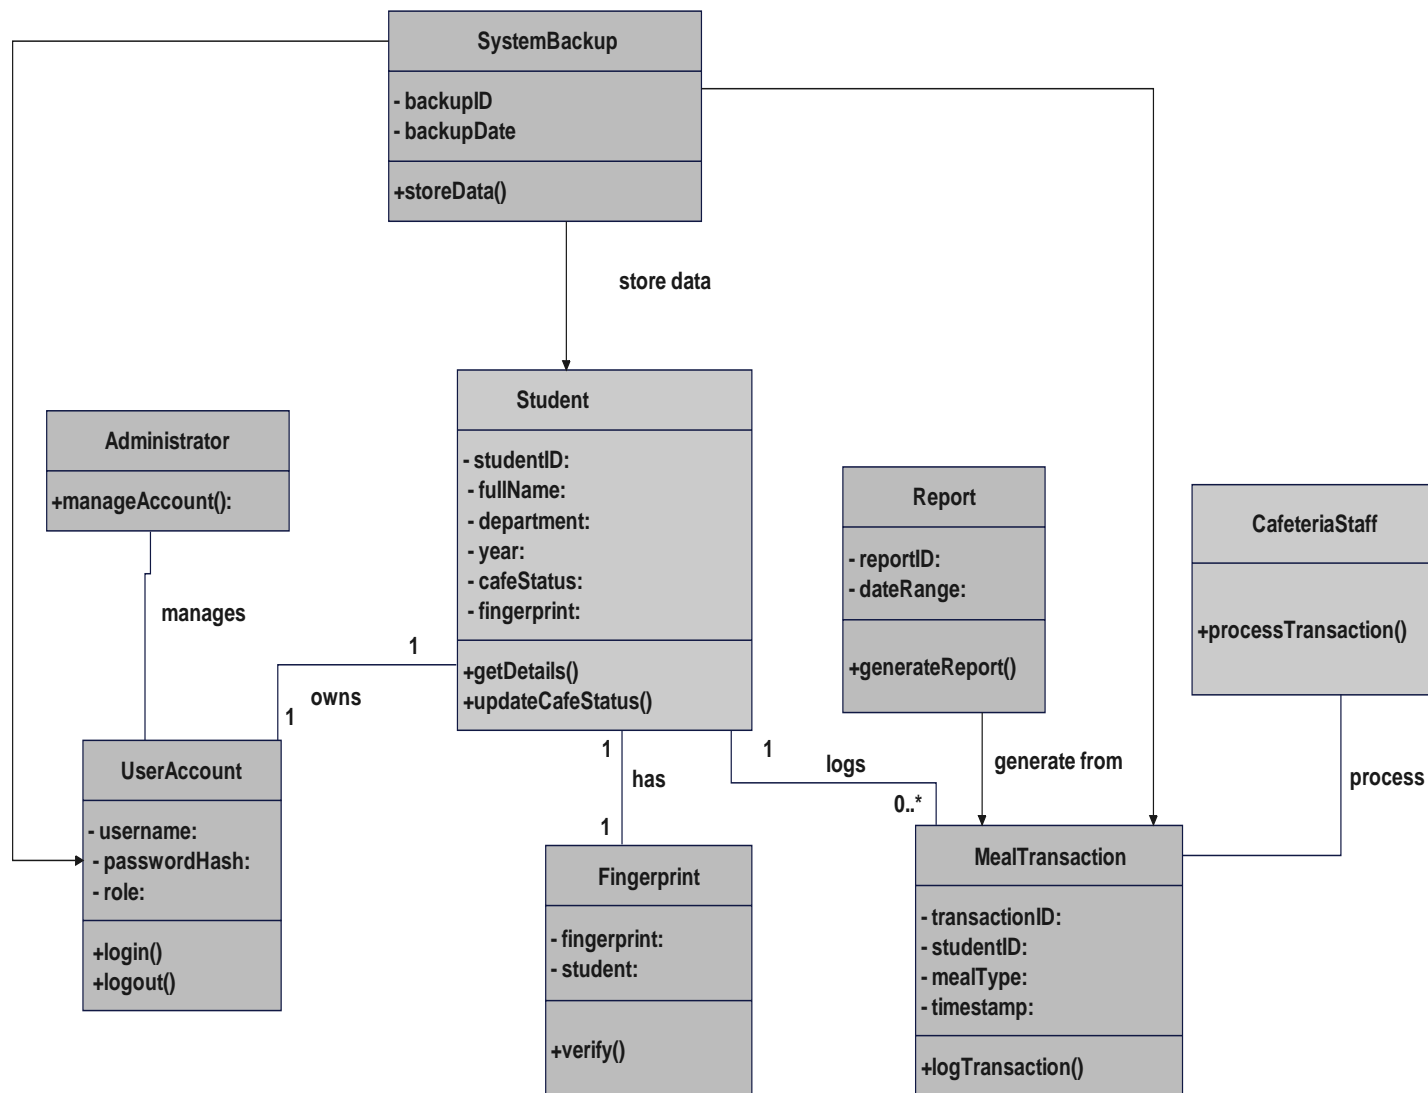 SystemBackup
- backupID
- backupDate
+storeData()
store data
Student
- studentID:
- fullName:
- department:
- year:
- cafeStatus:
- fingerprint:
+getDetails()
+updateCafeStatus()
Administrator
+manageAccount():
manages
1
owns
1
UserAccount
- username:
- passwordHash:
- role:
+login()
+logout()
1
has
1
Fingerprint
- fingerprint:
- student:
+verify()
1
logs
0..*
Report
- reportID:
- dateRange:
+generateReport()
generate from
CafeteriaStaff
+processTransaction()
process
MealTransaction
- transactionID:
- studentID:
- mealType:
- timestamp:
+logTransaction()